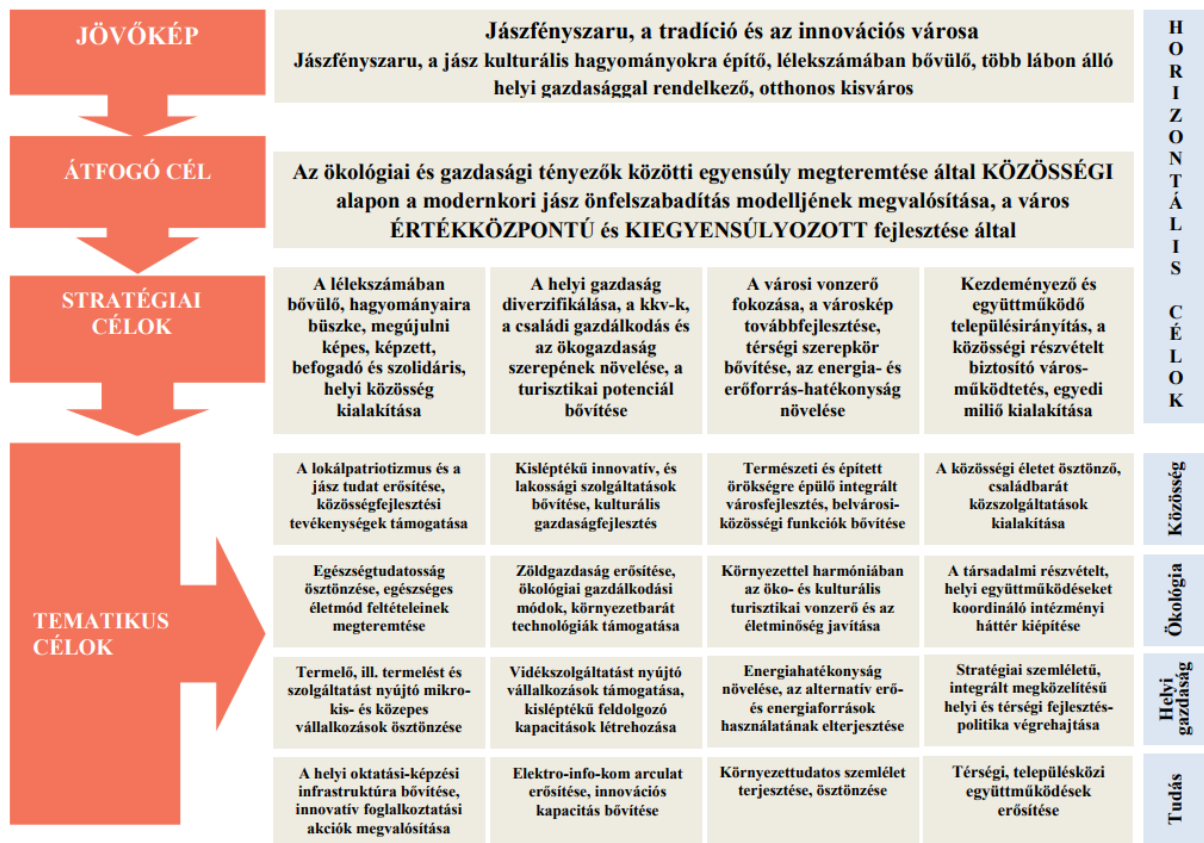 JÖVŐKÉP
Jászfényszaru, a tradíció és az innovációs városa
Jászfényszaru, a jász kulturális hagyományokra építő, lélekszámában bővülő, több lábon álló
helyi gazdasággal rendelkező, otthonos kisváros
HORIZONTÁLIS CÉLOK
ÁTFOGÓ CÉL
Az ökológiai és gazdasági tényezők közötti egyensúly megteremtése által KÖZÖSSÉGI
alapon a modernkori jász önfelszabadítás modelljének megvalósítása, a város
ÉRTÉKKÖZPONTÚ és KIEGYENSÚLYOZOTT fejlesztése által
STRATÉGIAI
CÉLOK
A lélekszámában
bővülő, hagyományaira
büszke, megújulni
képes, képzett,
befogadó és szolidáris,
helyi közösség
kialakítása
A helyi gazdaság
diverzifikálása, a kkv-k,
a családi gazdálkodás és
az ökogazdaság
szerepének növelése, a
turisztikai potenciál
bővítése
A városi vonzerő
fokozása, a városkép
továbbfejlesztése,
térségi szerepkör
bővítése, az energia- és
erőforrás-hatékonyság
növelése
Kezdeményező és
együttműködő
településirányítás, a
közösségi részvételt
biztosító város-
működtetés, egyedi
miliő kialakítása
TEMATIKUS
CÉLOK
A lokálpatriotizmus és a
jász tudat erősítése,
közösségfejlesztési
tevékenységek támogatása
Kisléptékű innovatív, és
lakossági szolgáltatások
bővítése, kulturális
gazdaságfejlesztés
Természeti és épített
örökségre épülő integrált
városfejlesztés, belvárosi-
közösségi funkciók bővítése
A közösségi életet ösztönző,
családbarát
közszolgáltatások
kialakítása
Közösség
Egészségtudatosság
ösztönzése, egészséges
életmód feltételeinek
megteremtése
Zöldgazdaság erősítése,
ökológiai gazdálkodási
módok, környezetbarát
technológiák támogatása
Környezettel harmóniában
az öko- és kulturális
turisztikai vonzerő és az
életminőség javítása
A társadalmi részvételt,
helyi együttműködéseket
koordináló intézményi
háttér kiépítése
Ökológia
Termelő, ill. termelést és
szolgáltatást nyújtó mikro-
kis- és közepes
vállalkozások ösztönzése
Vidékszolgáltatást nyújtó
vállalkozások támogatása,
kisléptékű feldolgozó
kapacitások létrehozása
Energiahatékonyság
növelése, az alternatív erő-
és energiaforrások
használatának elterjesztése
Stratégiai szemléletű,
integrált megközelítésű
helyi és térségi fejlesztés-
politika végrehajtása
Helyi
gazdaság
A helyi oktatási-képzési
infrastruktúra bővítése,
innovatív foglalkoztatási
akciók megvalósítása
Elektro-info-kom arculat
erősítése, innovációs
kapacitás bővítése
Környezettudatos szemlélet
terjesztése, ösztönzése
Térségi, településközi
együttműködések
erősítése
Tudás